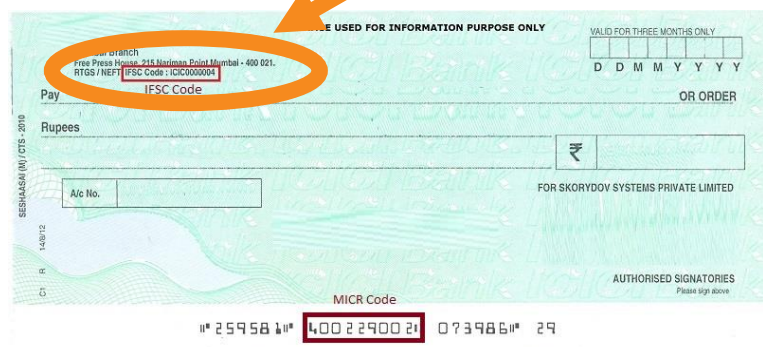 USED FOR INFORMATION PURPOSE ONLY
VALID FOR THREE MONTHS ONLY
D D M M Y Y Y Y
Branch
Free Press House, 215 Nariman Point Mumbai - 400 021.
RTGS / NEFT IFSC Code : ICIC0000004
IFSC Code
Pay
OR ORDER
Rupees
₹
A/c No.
FOR SKORYDOV SYSTEMS PRIVATE LIMITED
SESHAASAI (M) / CTS - 2010
14/8/12
R
CI
AUTHORISED SIGNATORIES
Please sign above
MICR Code
⑈259581⑈ 400229002⑆ 073986⑈ 29